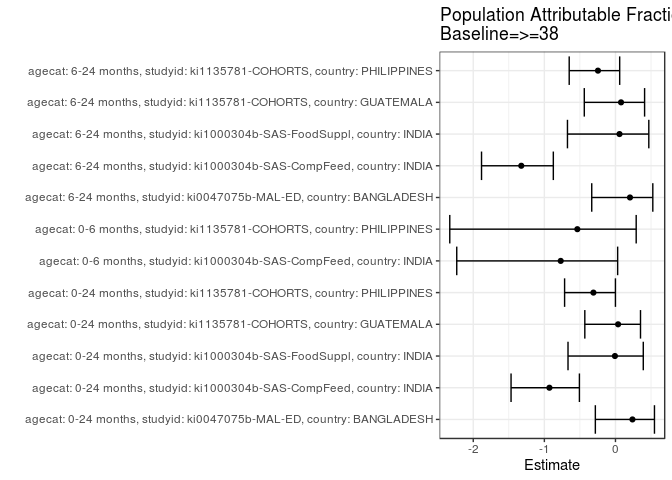 Population Attributable Fracti
Baseline=>=38
agecat: 6-24 months, studyid: ki1135781-COHORTS, country: PHILIPPINES
agecat: 6-24 months, studyid: ki1135781-COHORTS, country: GUATEMALA
agecat: 6-24 months, studyid: ki1000304b-SAS-FoodSuppl, country: INDIA
agecat: 6-24 months, studyid: ki1000304b-SAS-CompFeed, country: INDIA
agecat: 6-24 months, studyid: ki0047075b-MAL-ED, country: BANGLADESH
agecat: 0-6 months, studyid: ki1135781-COHORTS, country: PHILIPPINES
agecat: 0-6 months, studyid: ki1000304b-SAS-CompFeed, country: INDIA
agecat: 0-24 months, studyid: ki1135781-COHORTS, country: PHILIPPINES
agecat: 0-24 months, studyid: ki1135781-COHORTS, country: GUATEMALA
agecat: 0-24 months, studyid: ki1000304b-SAS-FoodSuppl, country: INDIA
agecat: 0-24 months, studyid: ki1000304b-SAS-CompFeed, country: INDIA
agecat: 0-24 months, studyid: ki0047075b-MAL-ED, country: BANGLADESH
-2 -1 0
Estimate